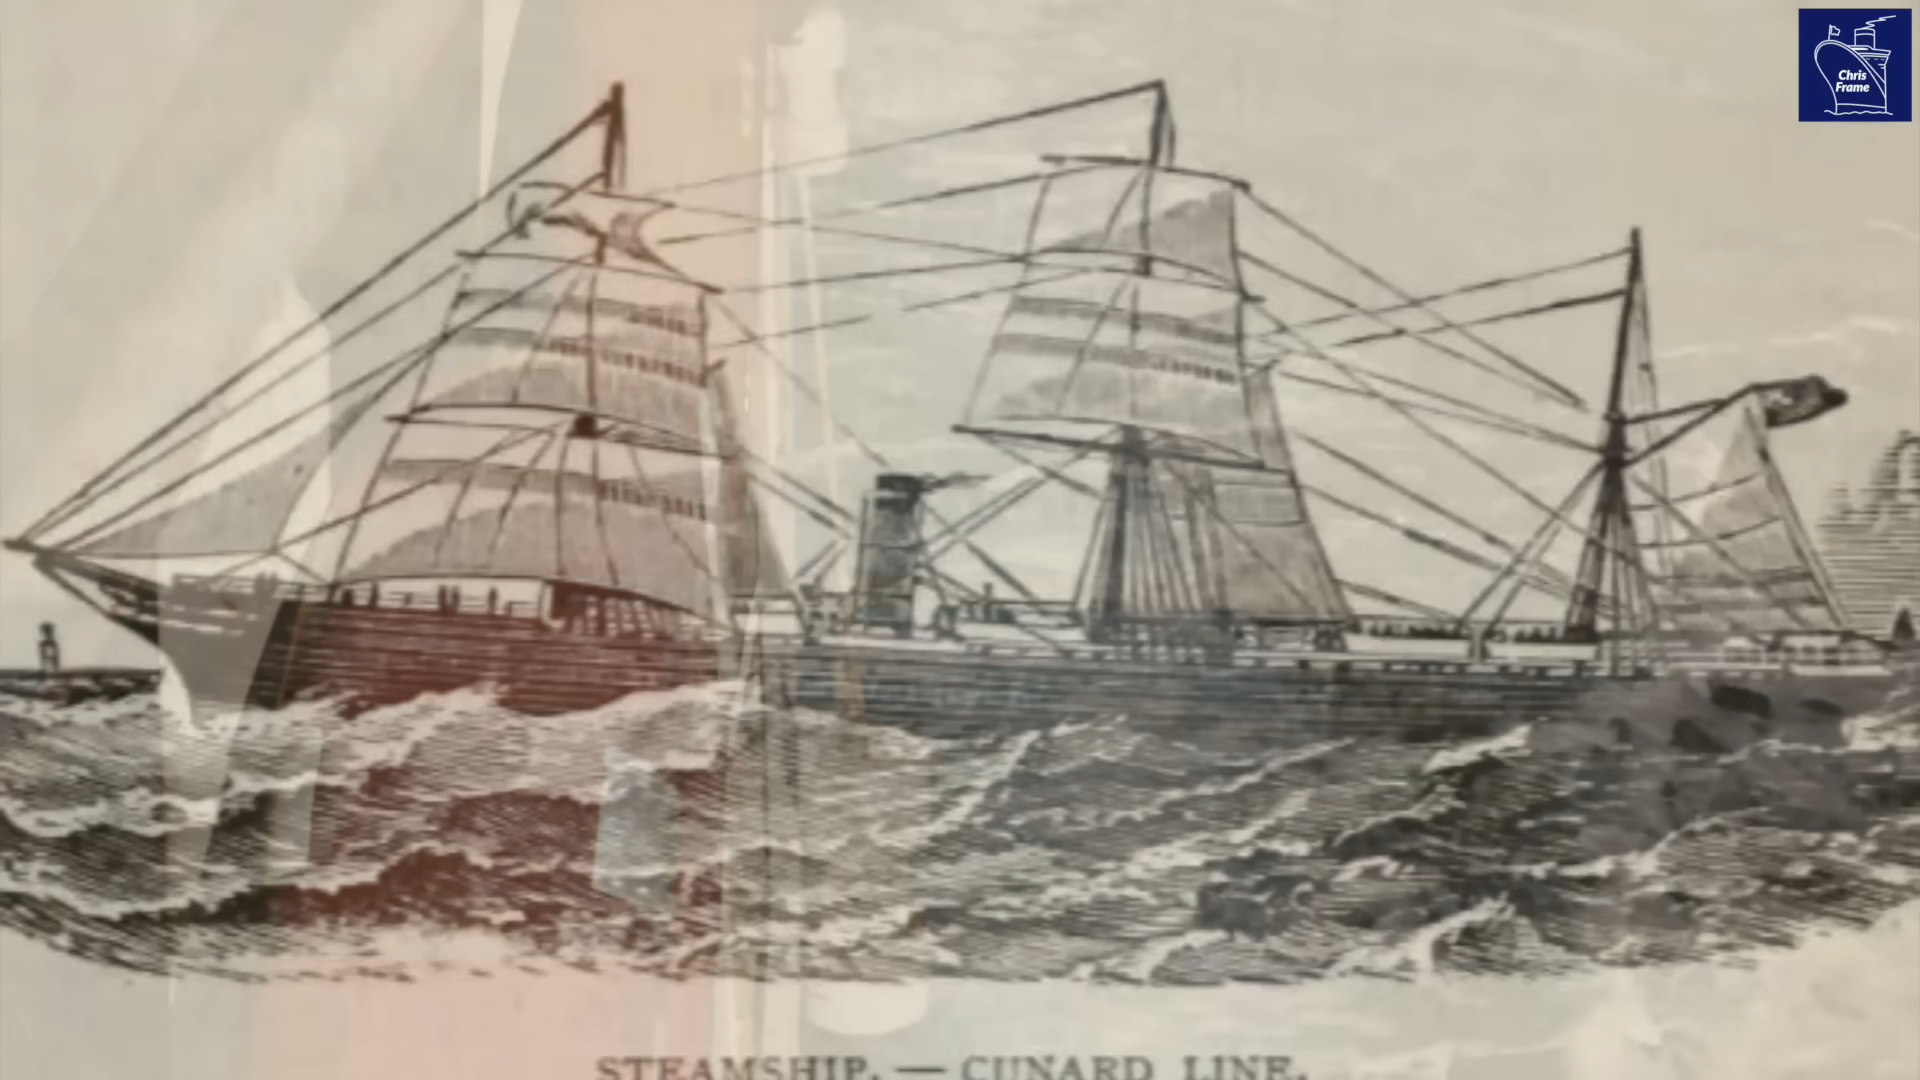 Chris
Frame
STEAMSHIP. — CUNARD LINE.